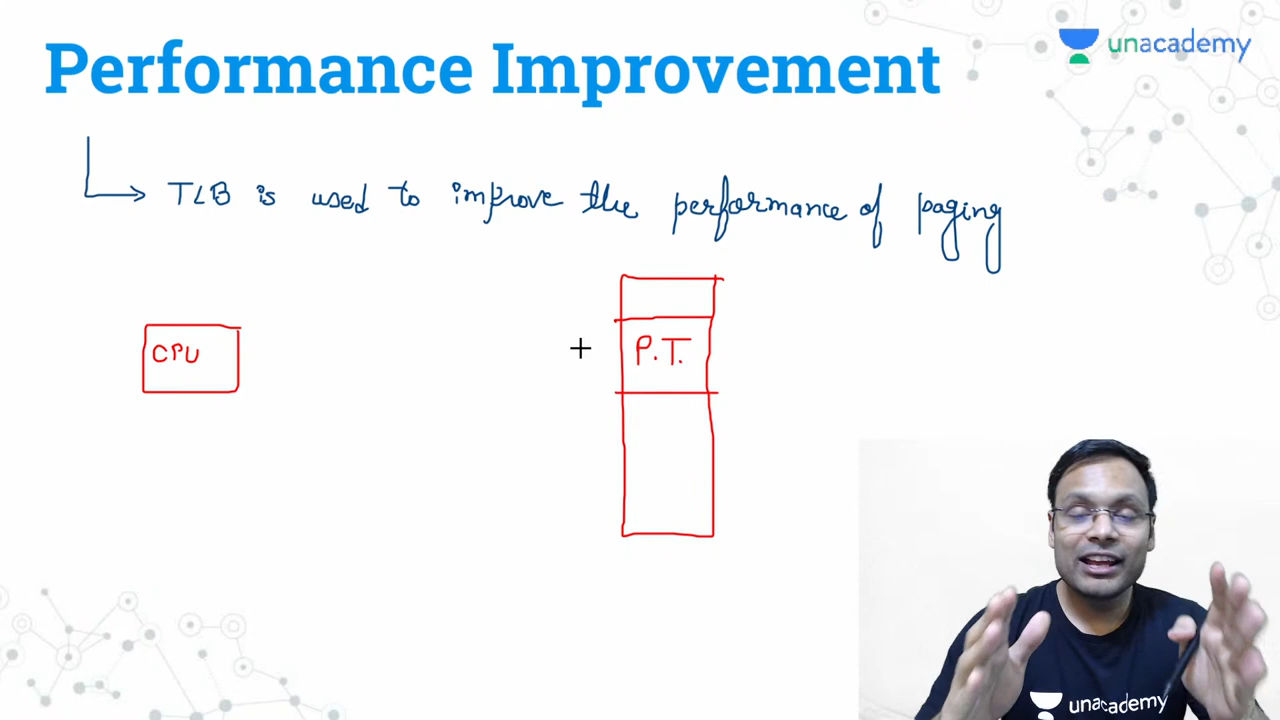 Performance Improvement
unacademy
TLB is used to improve the performance of paging
CPU
P.T.
unacademy